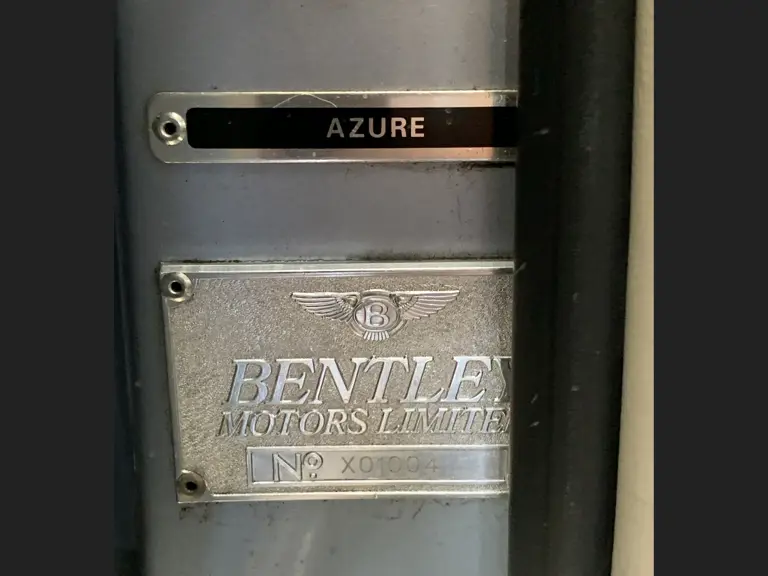 AZURE
B
BENTLEY
MOTORS LIMITE
Nº. X01004